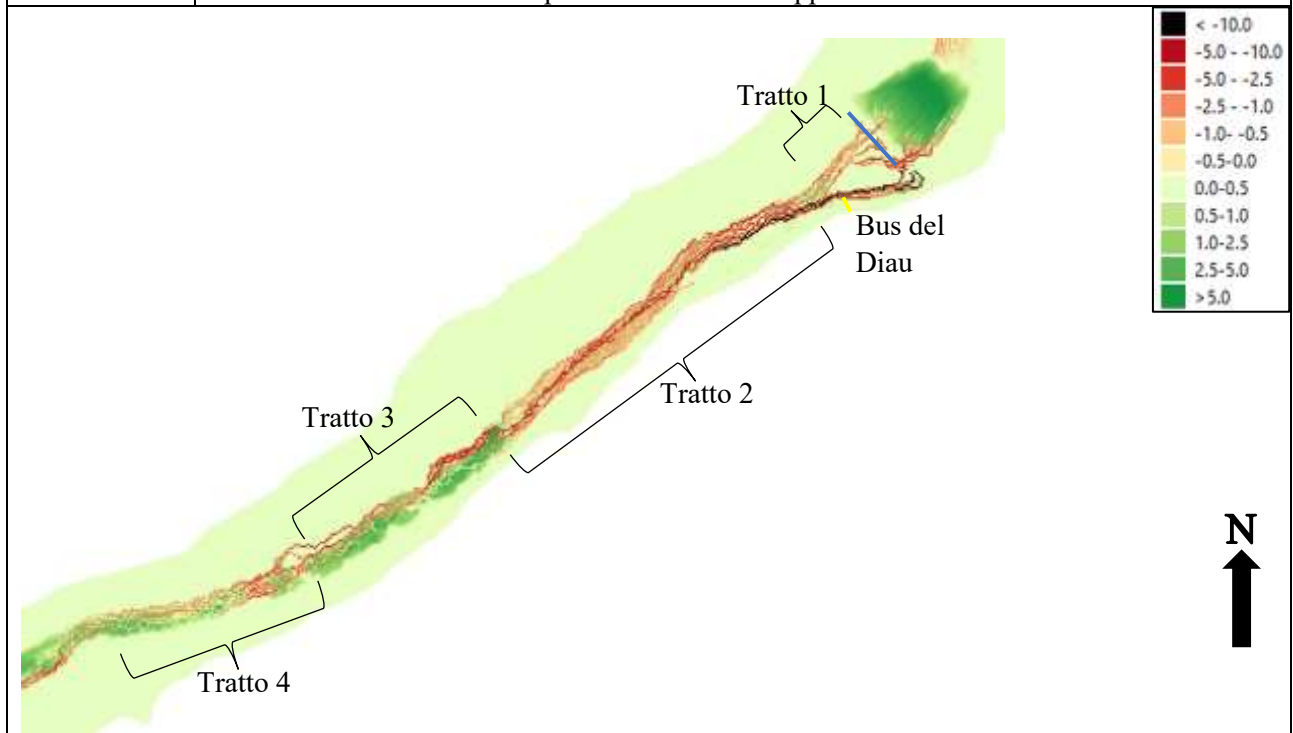 < -10.0
-5.0 - -10.0
-5.0 - -2.5
-2.5 - -1.0
-1.0- -0.5
-0.5-0.0
0.0-0.5
0.5-1.0
1.0-2.5
2.5-5.0
>5.0
Tratto 1
Bus del
Diau
Tratto 2
Tratto 3
N
Tratto 4